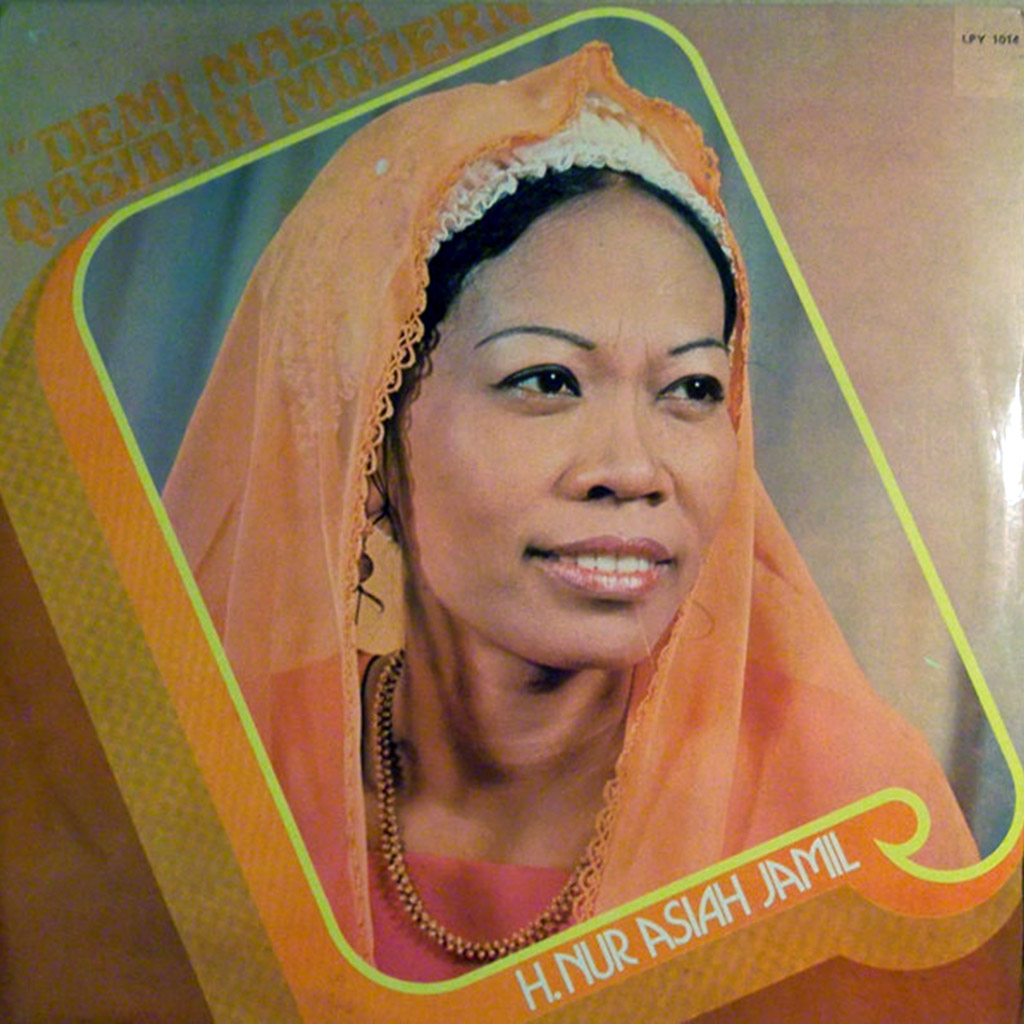 "DEMI MASA
QASIDAH MODERN
LPY 1014
H. NUR ASIAH JAMIL